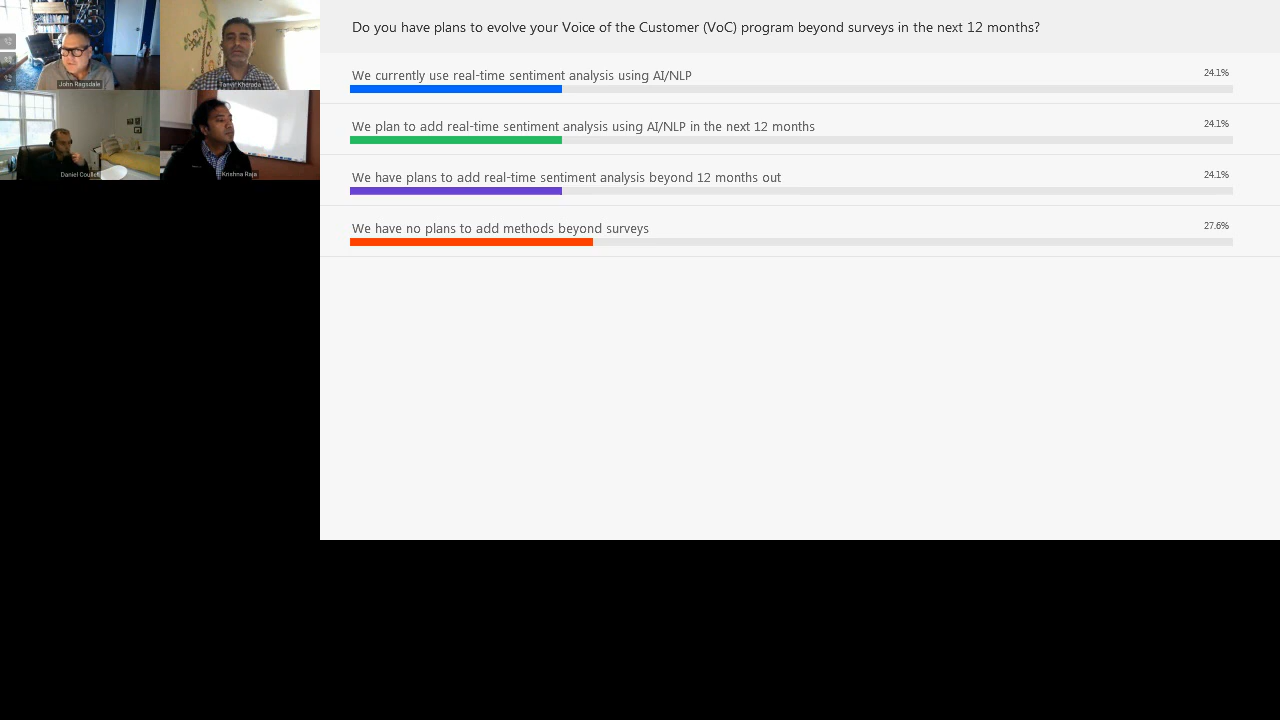 John Ragsdale
Tanvir Kherada
Daniel Coullet
Krishna Raja
Do you have plans to evolve your Voice of the Customer (VoC) program beyond surveys in the next 12 months?
We currently use real-time sentiment analysis using AI/NLP
24.1%
We plan to add real-time sentiment analysis using AI/NLP in the next 12 months
24.1%
We have plans to add real-time sentiment analysis beyond 12 months out
24.1%
We have no plans to add methods beyond surveys
27.6%